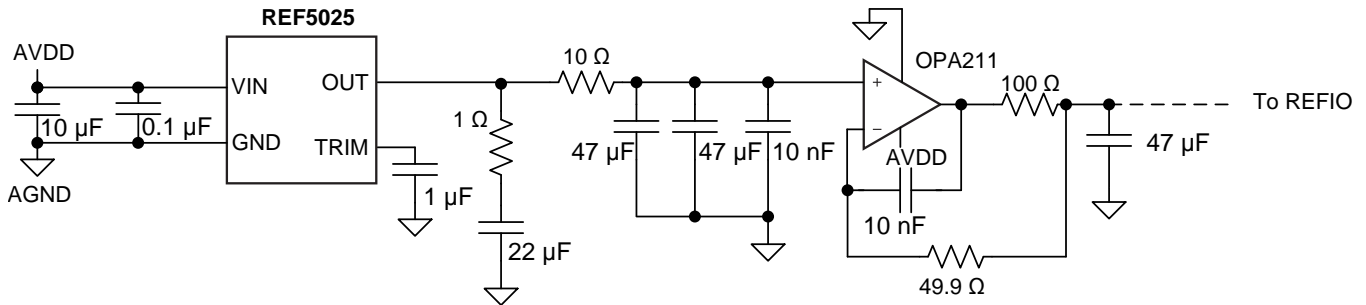 REF5025
AVDD
VIN
OUT
10 µF
0.1 µF
GND
TRIM
AGND
1 µF
1 Ω
22 µF
10 Ω
47 µF
47 µF
10 nF
+
−
OPA211
AVDD
10 nF
49.9 Ω
100 Ω
47 µF
To REFIO